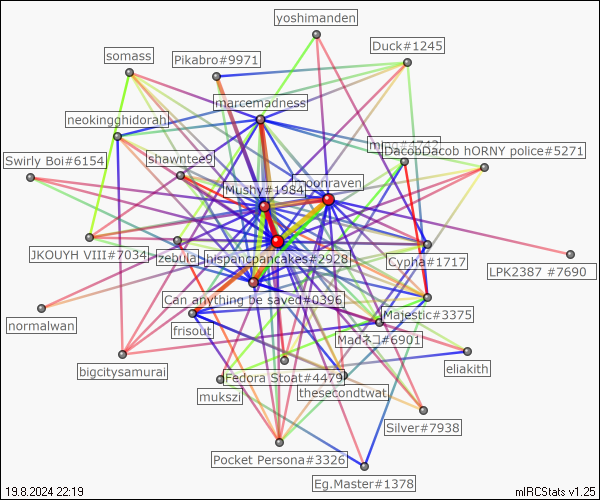 yoshimanden
Duck#1245
somass
Pikabro#9971
marcemadness
neokingghidorah
DacobDacob hORNY police#5271
Swirly Boi#6154
shawntee9
Mushy#1984
moonraven
JKOUYH VIII#7034
zebula
hispancpancakes#2928
Cypha#1717
LPK2387 #7690
Can anything be saved#0396
Majestic#3375
normalwan
frisout
Madネコ#6901
bigcitysamurai
Fedora Stoat#4479
eliakith
mukszi
thesecondtwat
Silver#7938
Pocket Persona#3326
Eg.Master#1378
19.8.2024 22:19
mIRCStats v1.25